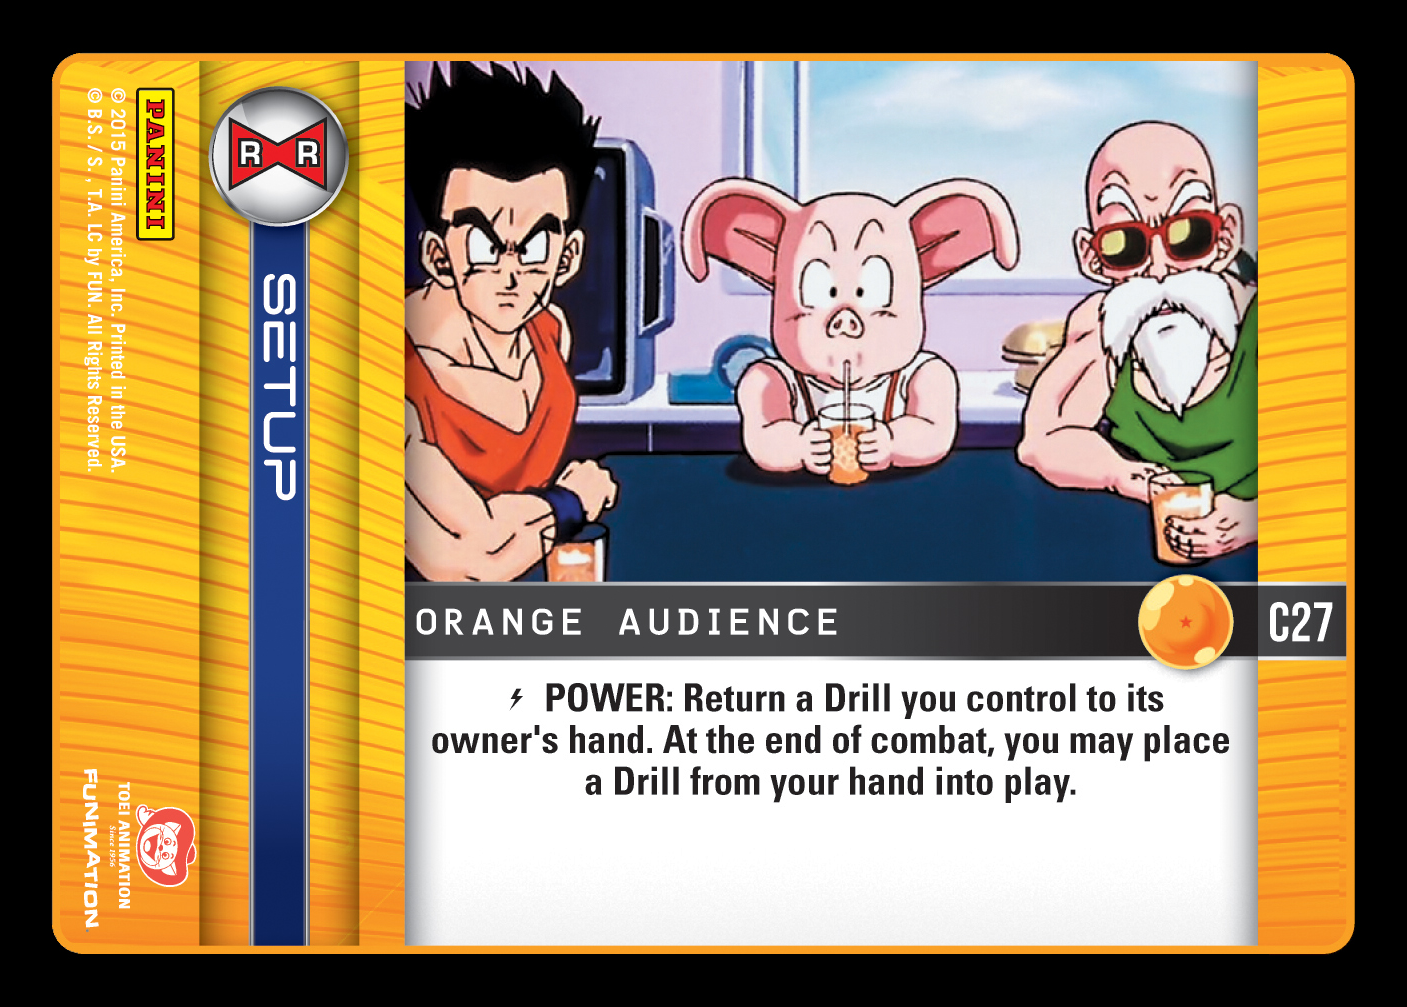 ORANGE AUDIENCE
C27
POWER: Return a Drill you control to its
owner's hand. At the end of combat, you may place
a Drill from your hand into play.
R R
SETUP
PANINI
© 2015 Panini America, Inc. Printed in the USA.
© B.S. / S. , T.A. LC by FUN. All Rights Reserved.
TOEI ANIMATION
Since 1956
FUNIMATION